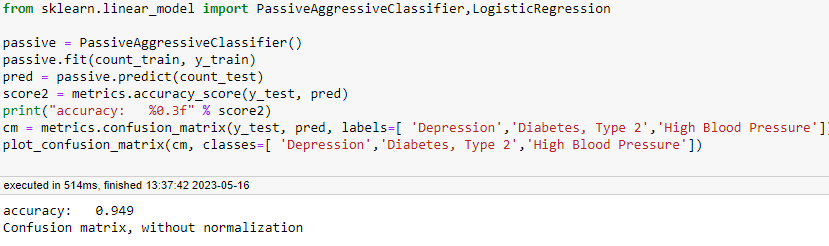 from sklearn.linear_model import PassiveAggressiveClassifier,LogisticRegression
passive = PassiveAggressiveClassifier()
passive.fit(count_train, y_train)
pred = passive.predict(count_test)
score2 = metrics.accuracy_score(y_test, pred)
print("accuracy:   %0.3f" % score2)
cm = metrics.confusion_matrix(y_test, pred, labels=[ 'Depression','Diabetes, Type 2','High Blood Pressure'])
plot_confusion_matrix(cm, classes=[ 'Depression','Diabetes, Type 2','High Blood Pressure'])
executed in 514ms, finished 13:37:42 2023-05-16
accuracy:   0.949
Confusion matrix, without normalization